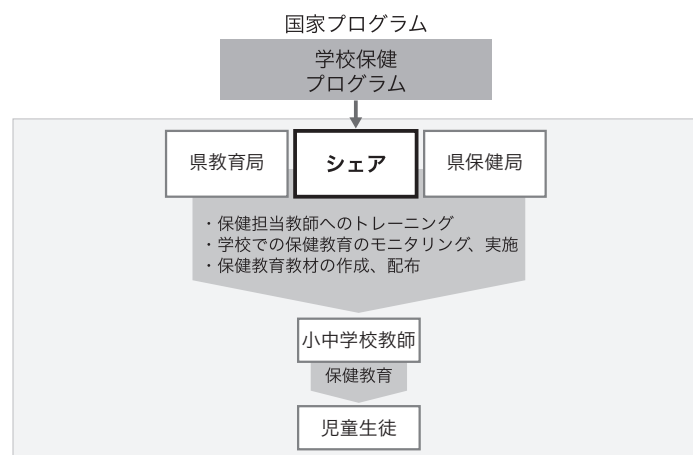 国家プログラム
学校保健
プログラム
県教育局
シェア
県保健局
・保健担当教師へのトレーニング
・学校での保健教育のモニタリング、実施
・保健教育教材の作成、配布
小中学校教師
保健教育
児童生徒